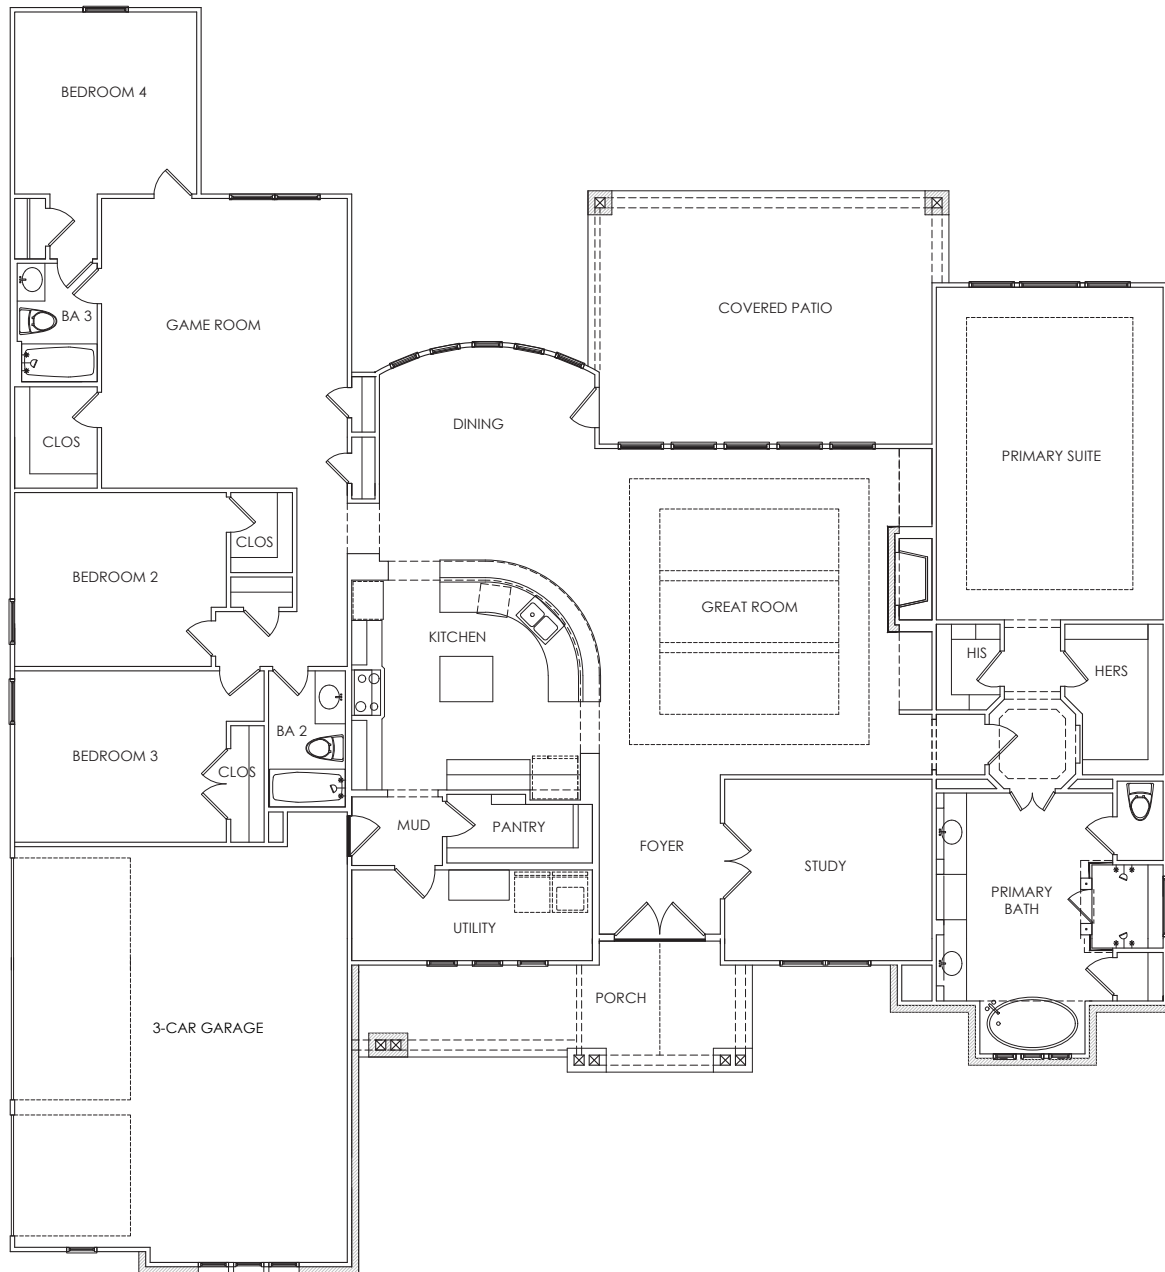 BEDROOM 4
COVERED PATIO
BA 3
GAME ROOM
DINING
CLOS
PRIMARY SUITE
CLOS
BEDROOM 2
GREAT ROOM
KITCHEN
HIS
HERS
BA 2
BEDROOM 3
CLOS
MUD
PANTRY
FOYER
STUDY
PRIMARY
BATH
UTILITY
PORCH
3-CAR GARAGE